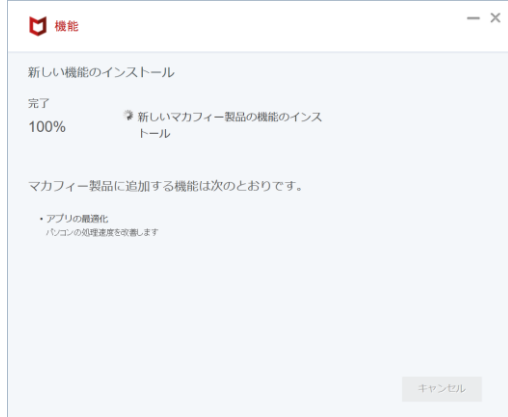 機能
新しい機能のインストール
完了
100%
新しいマカフィー製品の機能のインス
トール
マカフィー製品に追加する機能は次のとおりです。
・アプリの最適化
パソコンの処理速度を改善します
キャンセル